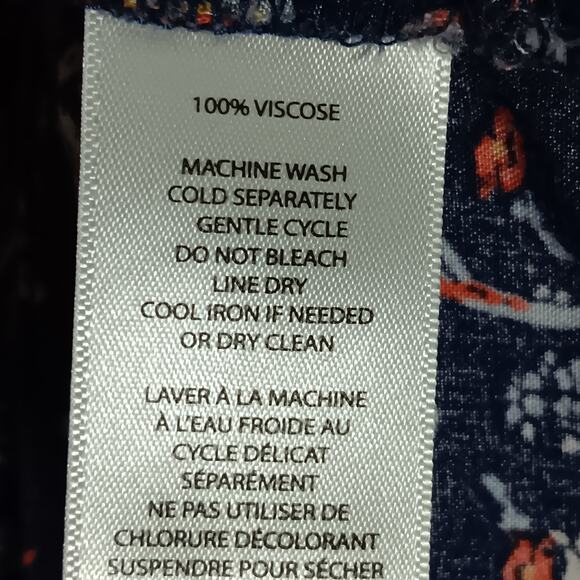 100% VISCOSE
MACHINE WASH
COLD SEPARATELY
GENTLE CYCLE
DO NOT BLEACH
LINE DRY
COOL IRON IF NEEDED
OR DRY CLEAN
LAVER À LA MACHINE
À L'EAU FROIDE AU
CYCLE DÉLICAT
SÉPARÉMENT
NE PAS UTILISER DE
CHLORURE DÉCOLORANT
SUSPENDRE POUR SÉCHER